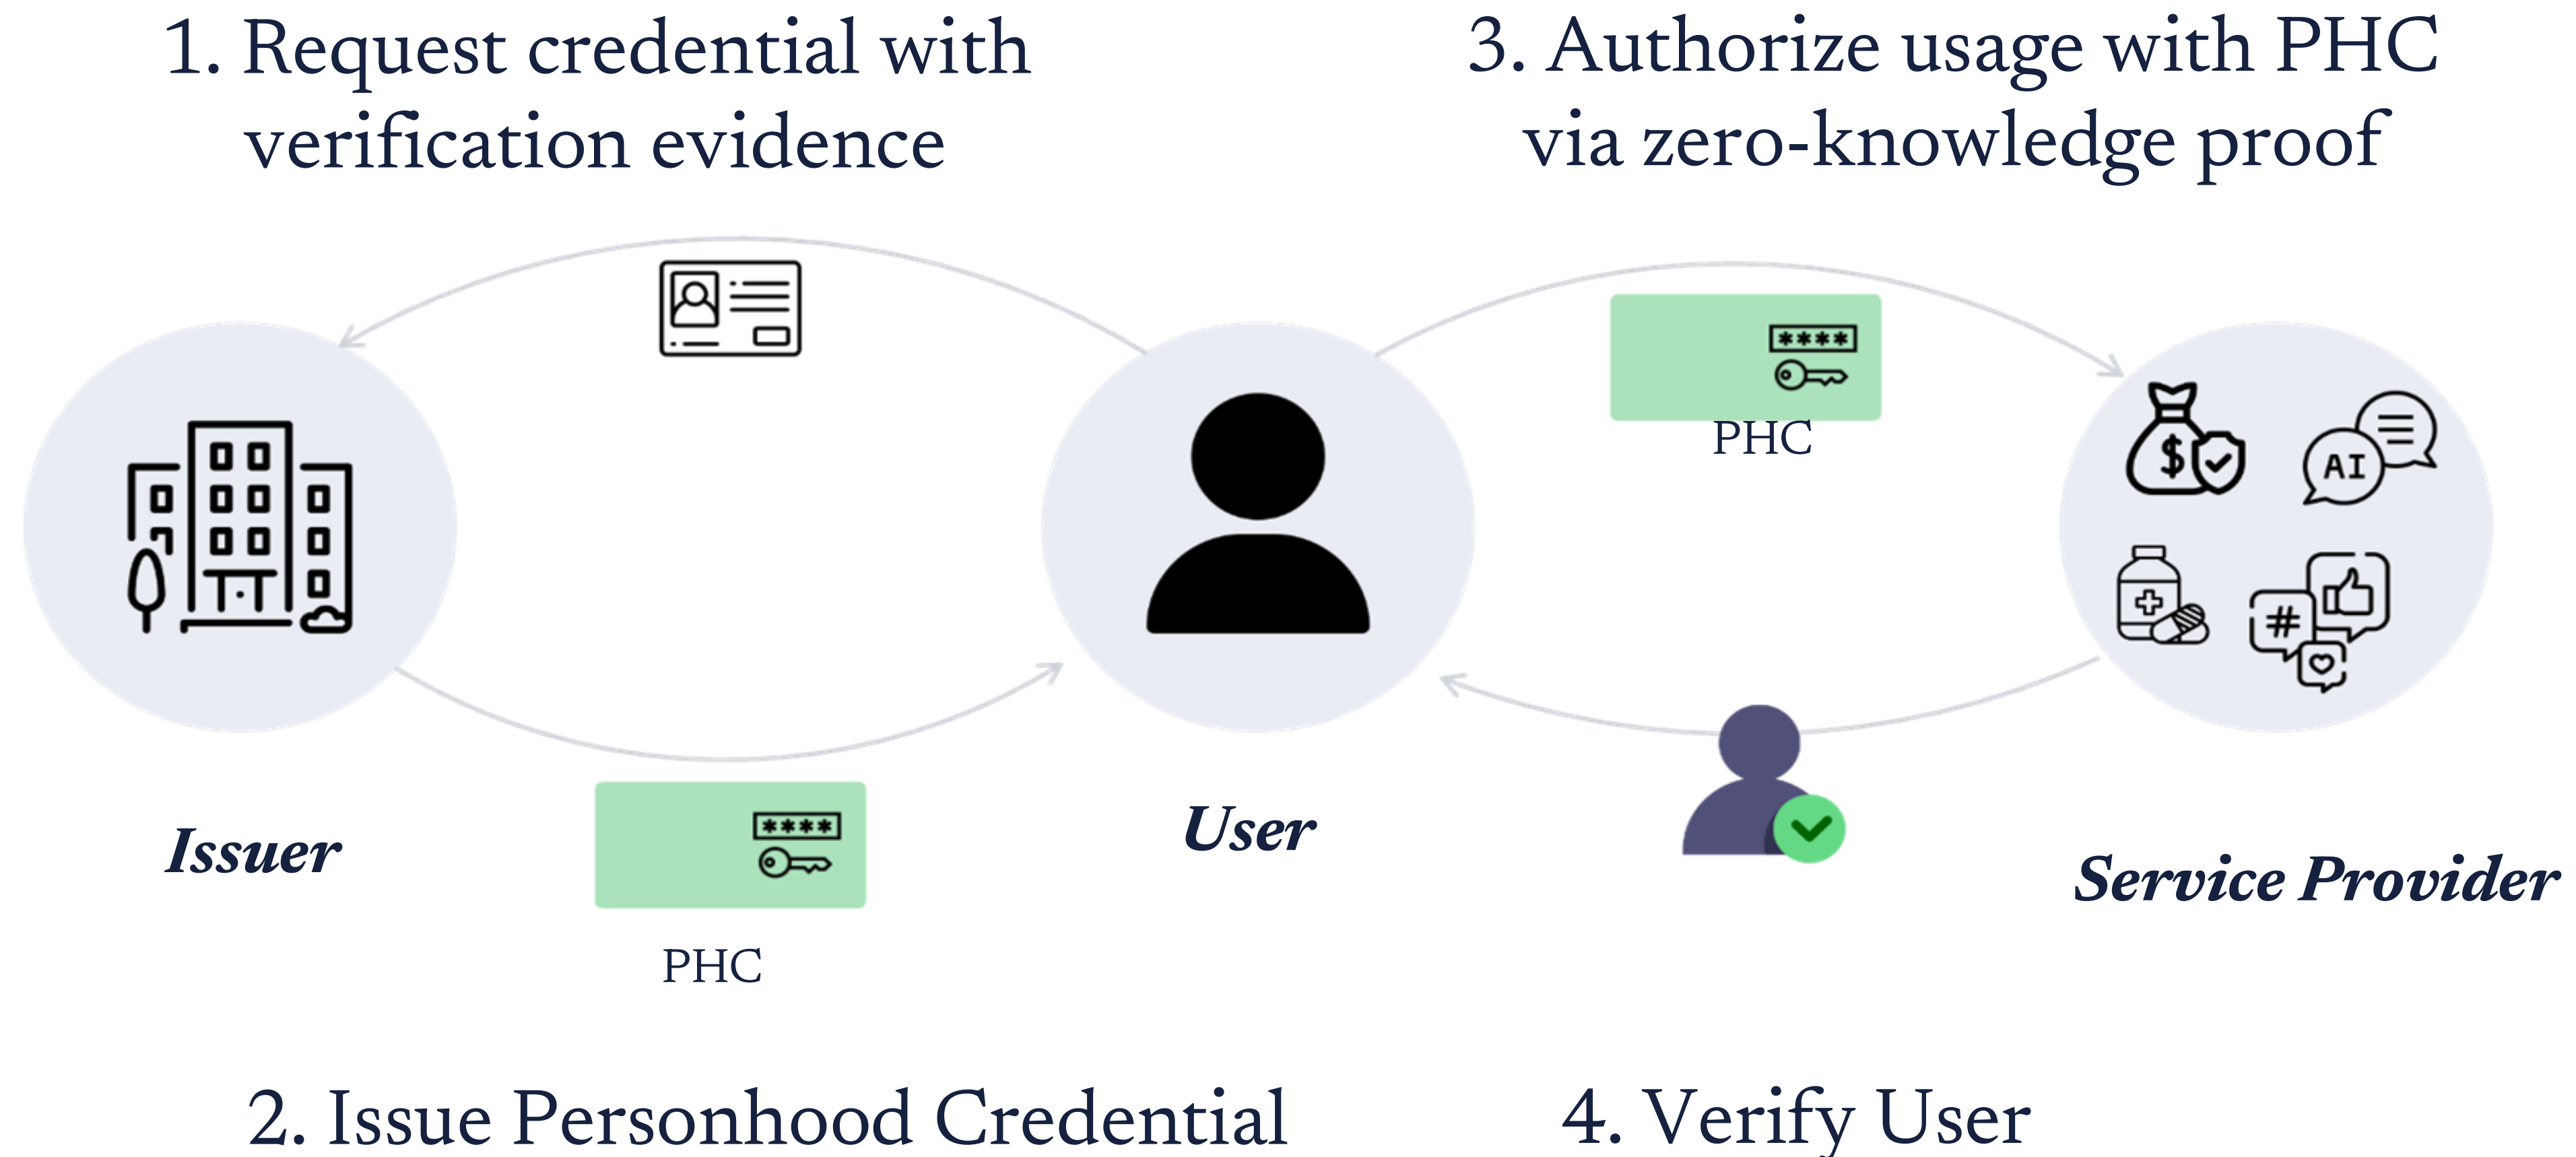 1. Request credential with
verification evidence
3. Authorize usage with PHC
via zero-knowledge proof
****
PHC
$
AI
#
Issuer
User
Service Provider
****
PHC
2. Issue Personhood Credential
4. Verify User